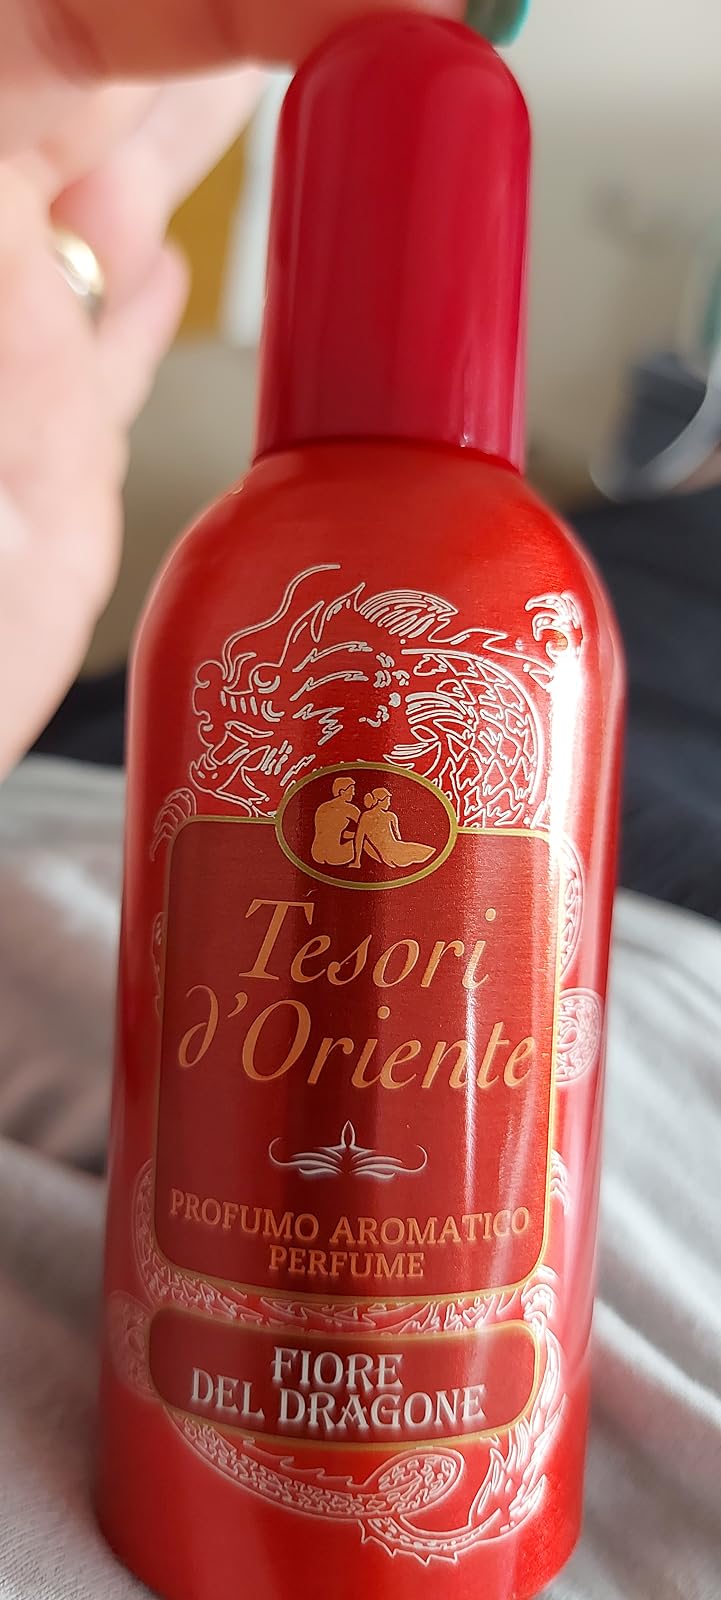 Tesori
d'Oriente
PROFUMO AROMATICO
PERFUME
FIORE
DEL DRAGONE